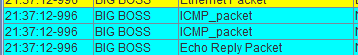 21:37:12-990 BIG BOSS Ethernet Packet
21:37:12-996 BIG BOSS ICMP_packet
21:37:12-996 BIG BOSS ICMP_packet
21:37:12-996 BIG BOSS Echo Reply Packet